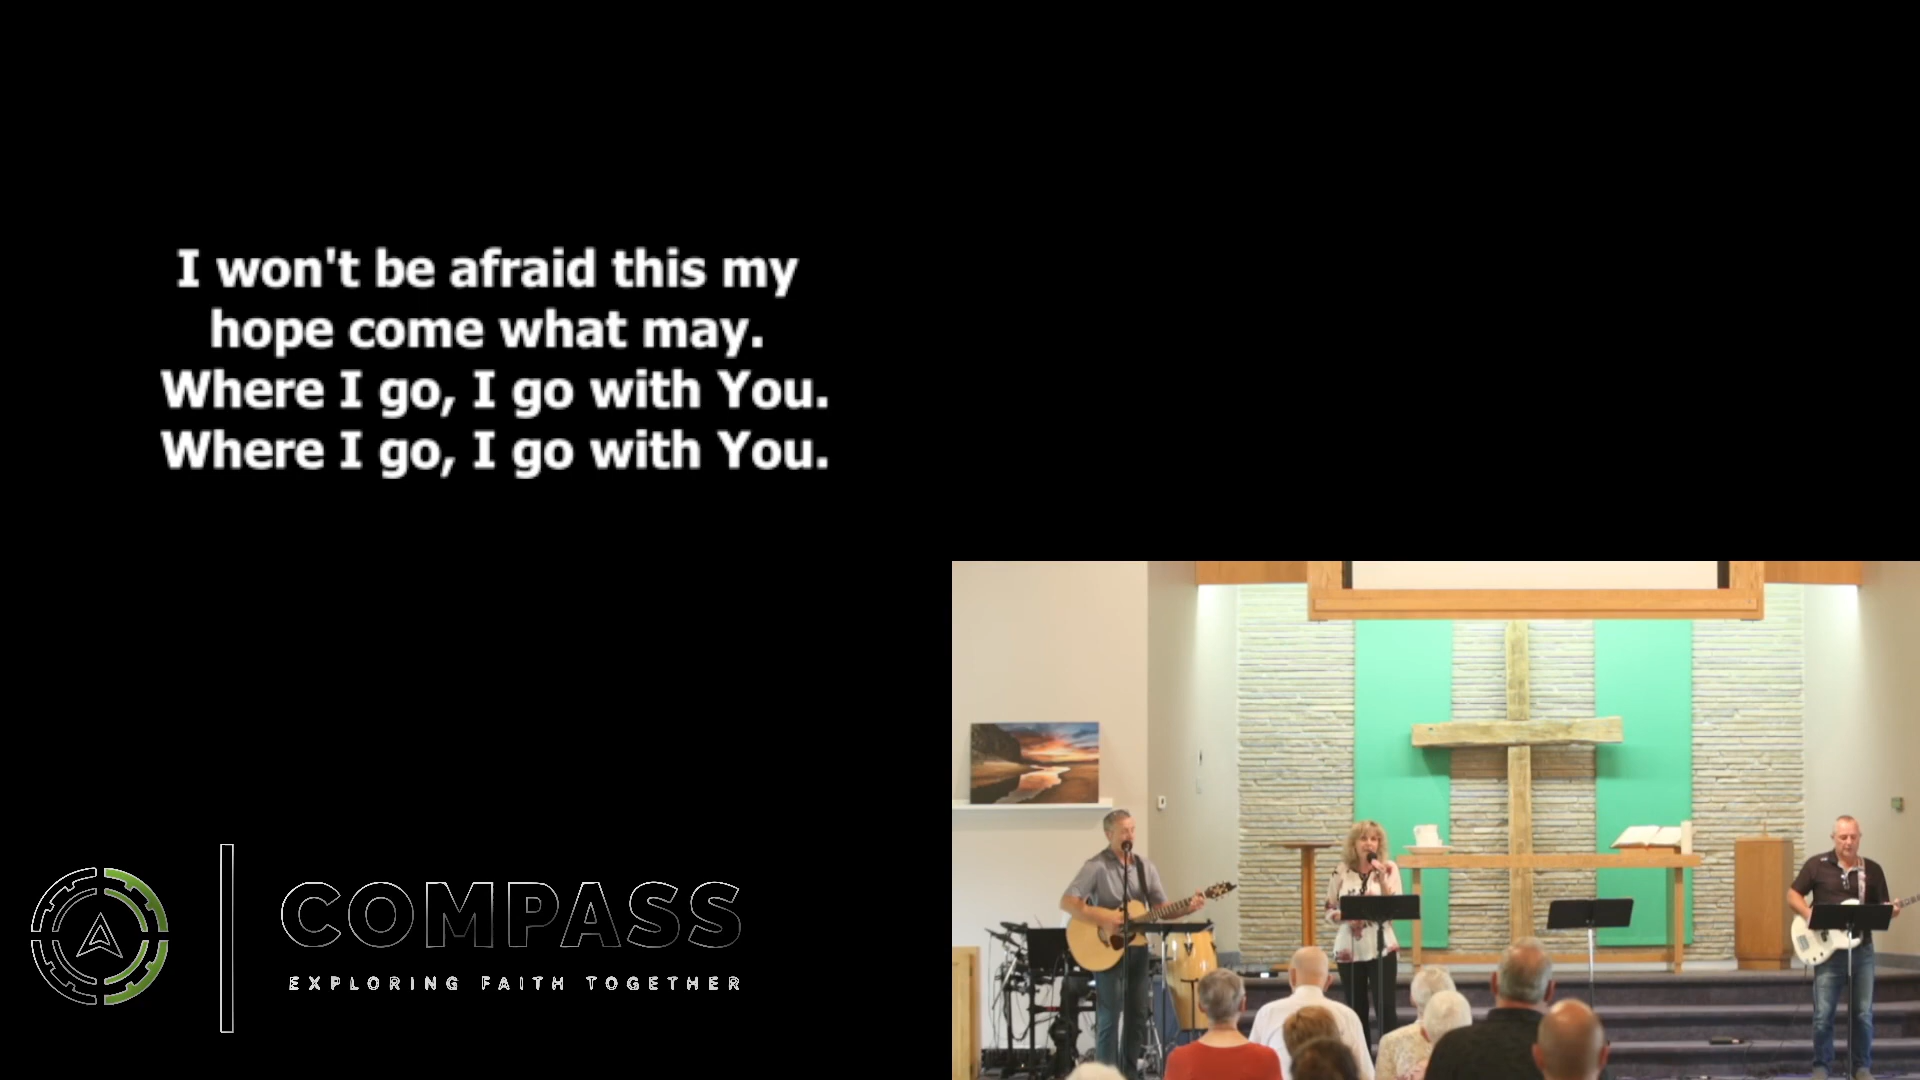 I won't be afraid this my
hope come what may.
Where I go, I go with You.
Where I go, I go with You.
COMPASS
EXPLORING FAITH TOGETHER